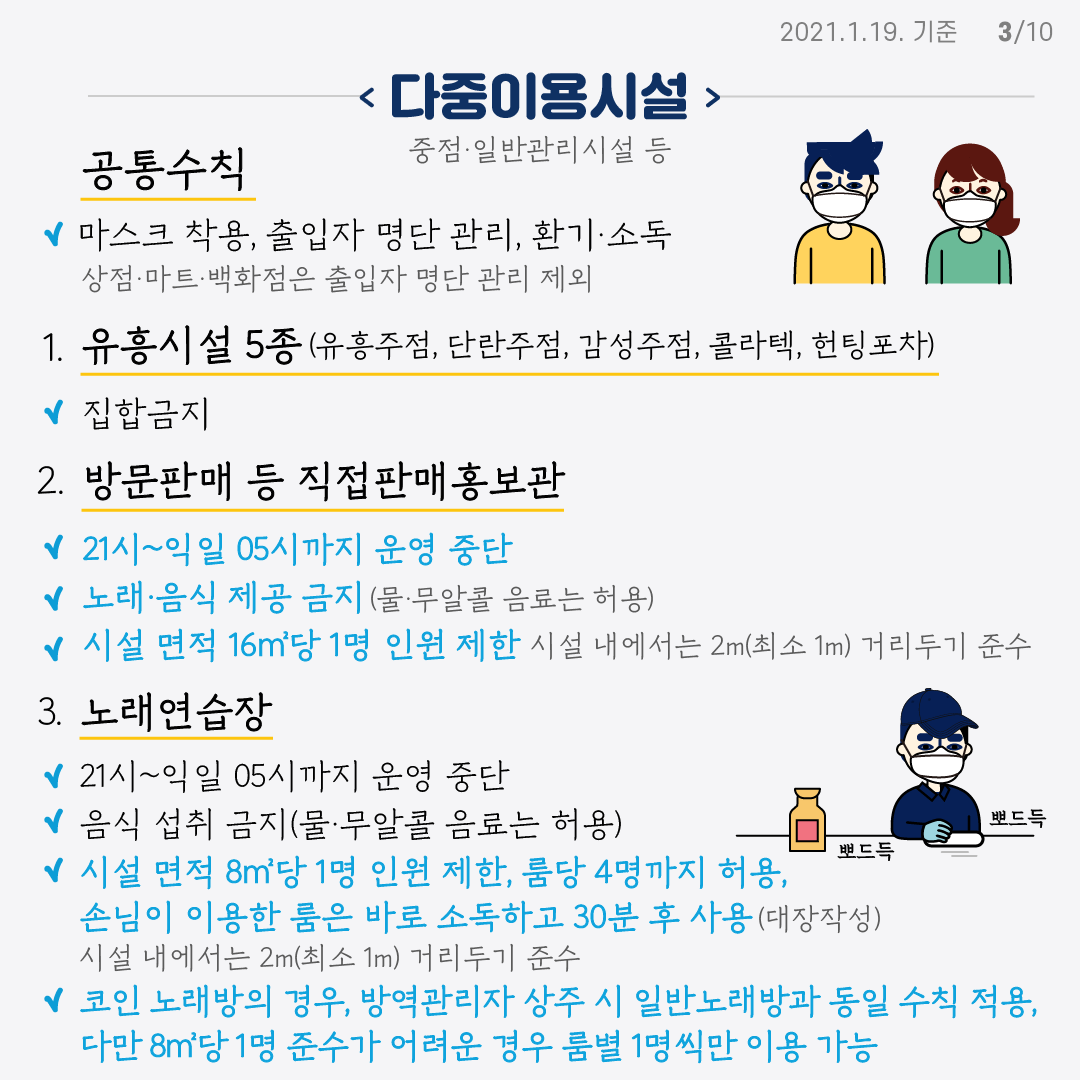 2021.1.19. 기준 3/10
< 다중이용시설 >
중점·일반관리시설 등
공통수칙
마스크 착용, 출입자 명단 관리, 환기·소독
상점·마트·백화점은 출입자 명단 관리 제외
1. 유흥시설 5종 (유흥주점, 단란주점, 감성주점, 콜라텍, 헌팅포차)
집합금지
2. 방문판매 등 직접판매홍보관
21시~익일 05시까지 운영 중단
노래·음식 제공 금지 (물·무알콜 음료는 허용)
시설 면적 16㎡당 1명 인원 제한 시설 내에서는 2m(최소 1m) 거리두기 준수
3. 노래연습장
21시~익일 05시까지 운영 중단
음식 섭취 금지(물·무알콜 음료는 허용)
뽀드득
뽀드득
시설 면적 8㎡당 1명 인원 제한, 룸당 4명까지 허용,
손님이 이용한 룸은 바로 소독하고 30분 후 사용 (대장작성)
시설 내에서는 2m(최소 1m) 거리두기 준수
코인 노래방의 경우, 방역관리자 상주 시 일반노래방과 동일 수칙 적용,
다만 8㎡당 1명 준수가 어려운 경우 룸별 1명씩만 이용 가능